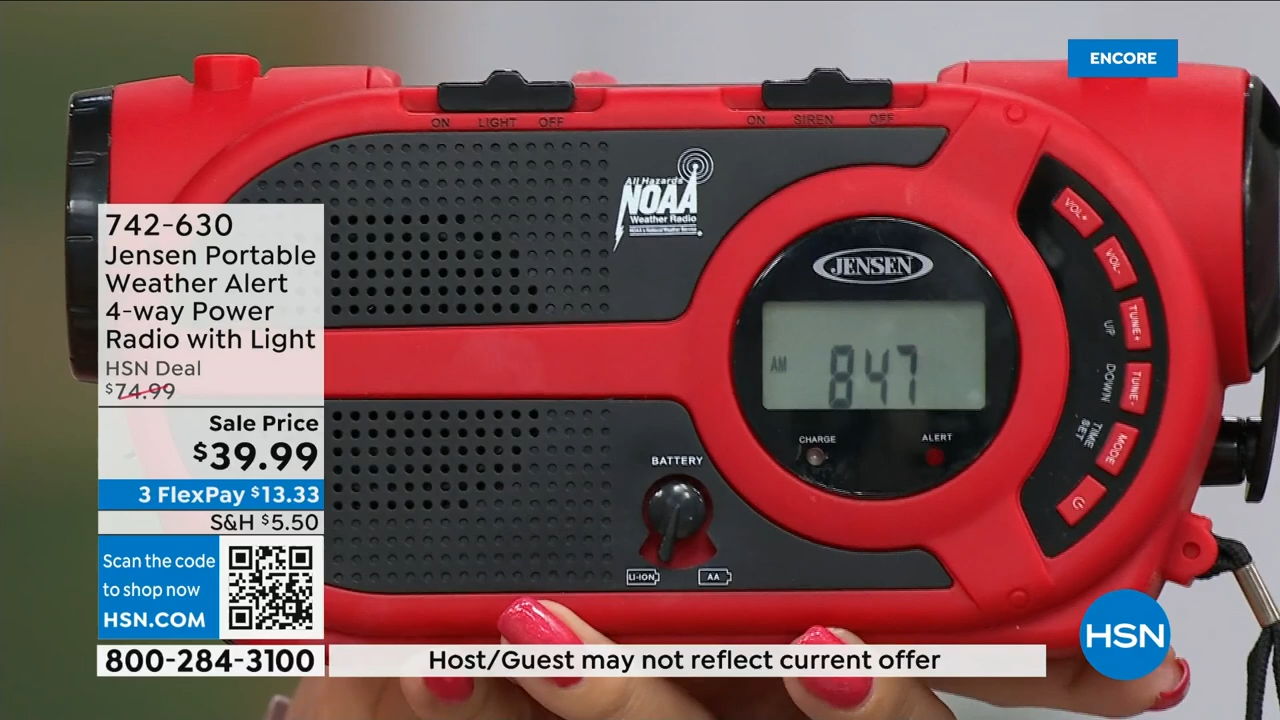 ENCORE
ON LIGHT OFF
ON SIREN OFF
All Hazards
NOAA
Weather Radio
JENSEN
AM 847
CHARGE
ALERT
BATTERY
LI-ION
AA
VOL+
VOL-
TUNE+
UP
TUNE-
DOWN
MODE
TIME SET
742-630
Jensen Portable
Weather Alert
4-way Power
Radio with Light
HSN Deal
$74.99
Sale Price
$39.99
3 FlexPay $13.33
S&H $5.50
Scan the code
to shop now
HSN.COM
800-284-3100
Host/Guest may not reflect current offer
HSN